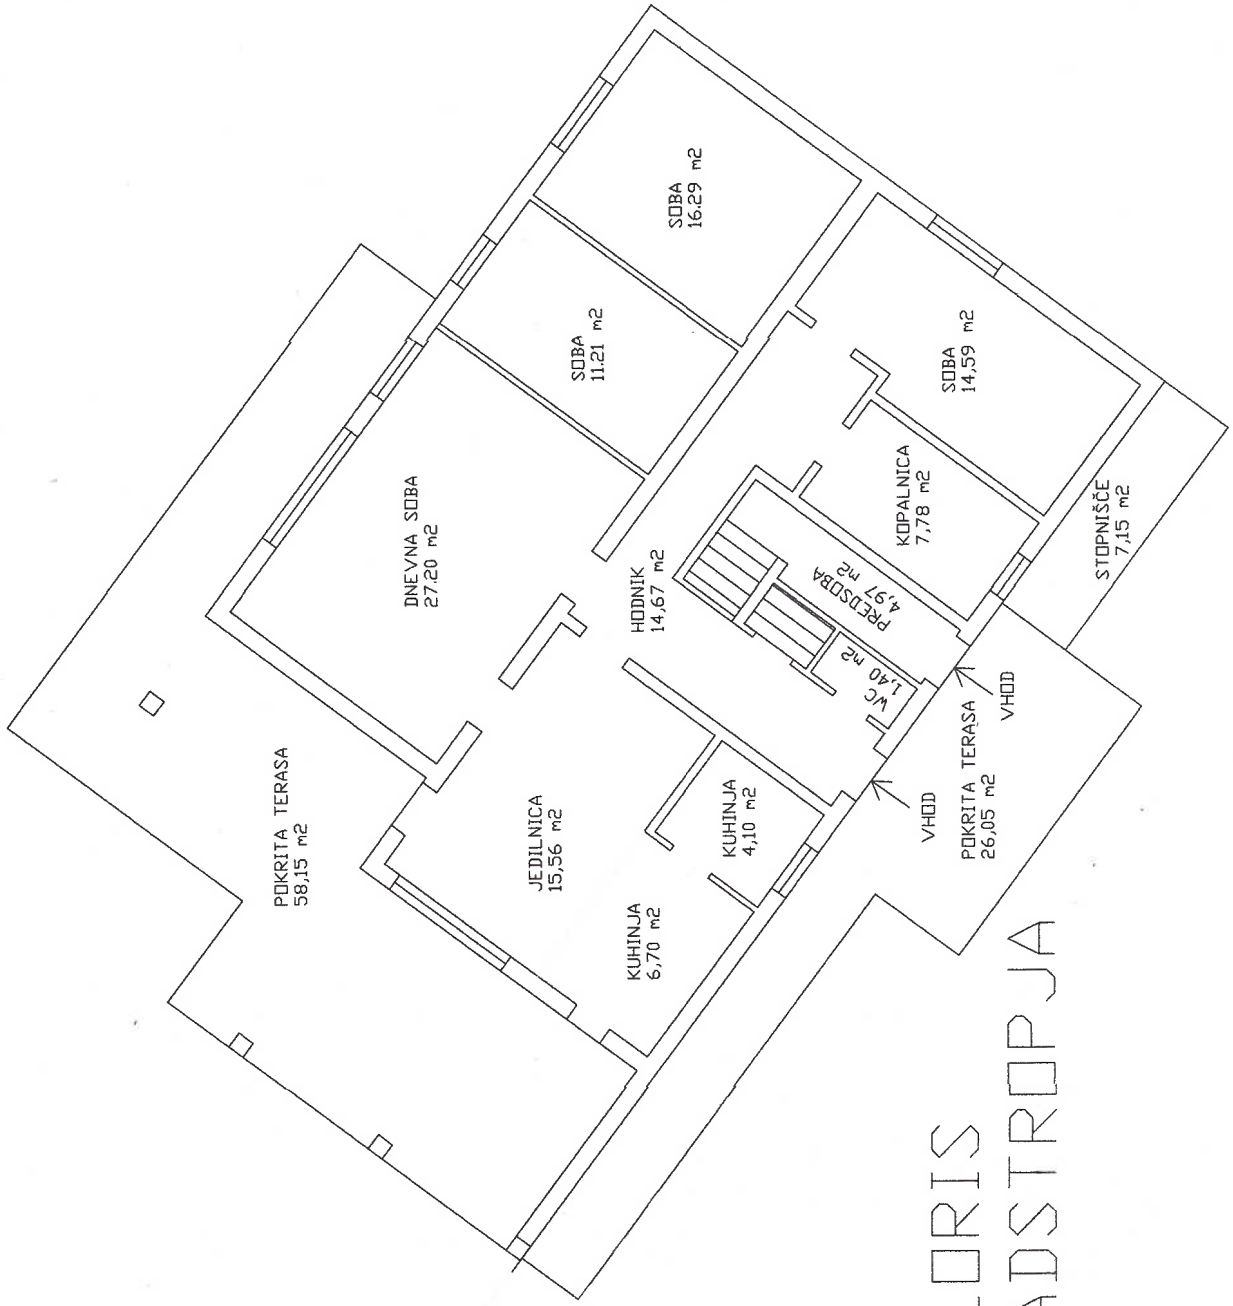 SOBA
16.29 m2
SOBA
11.21 m2
SOBA
14,59 m2
DNEVNA SOBA
27.20 m2
KOPALNICA
7,78 m2
STOPNIŠČE
7,15 m2
HODNIK
14,67 m2
PREDSOBA
4,97 m2
WC
1,40 m2
VHOD
POKRITA TERASA
58,15 m2
JEDILNICA
15,56 m2
KUHINJA
4,10 m2
VHOD
POKRITA TERASA
26,05 m2
KUHINJA
6,70 m2
ORIS
ADSTROPJA